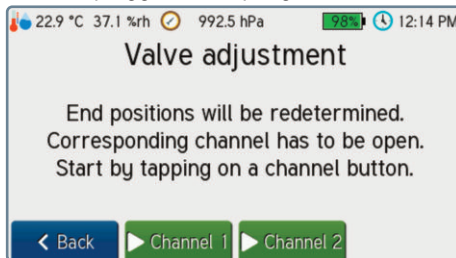 22.9 °C 37.1 %rh 992.5 hPa 98% 12:14 PM
Valve adjustment
End positions will be redetermined.
Corresponding channel has to be open.
Start by tapping on a channel button.
Back Channel 1 Channel 2